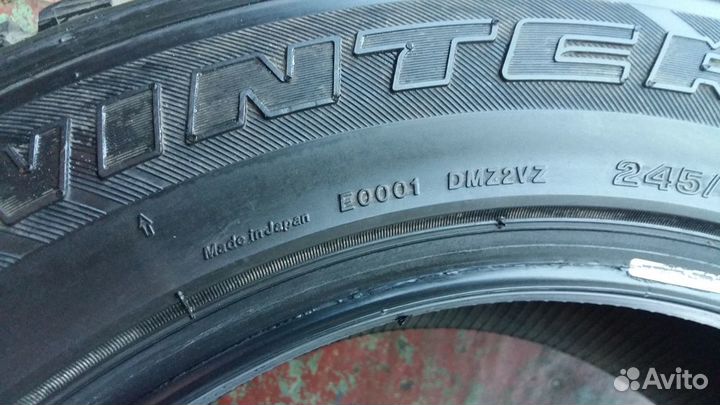 WINTER
Made in Japan E0001 DMZ2VZ 245/
Avito